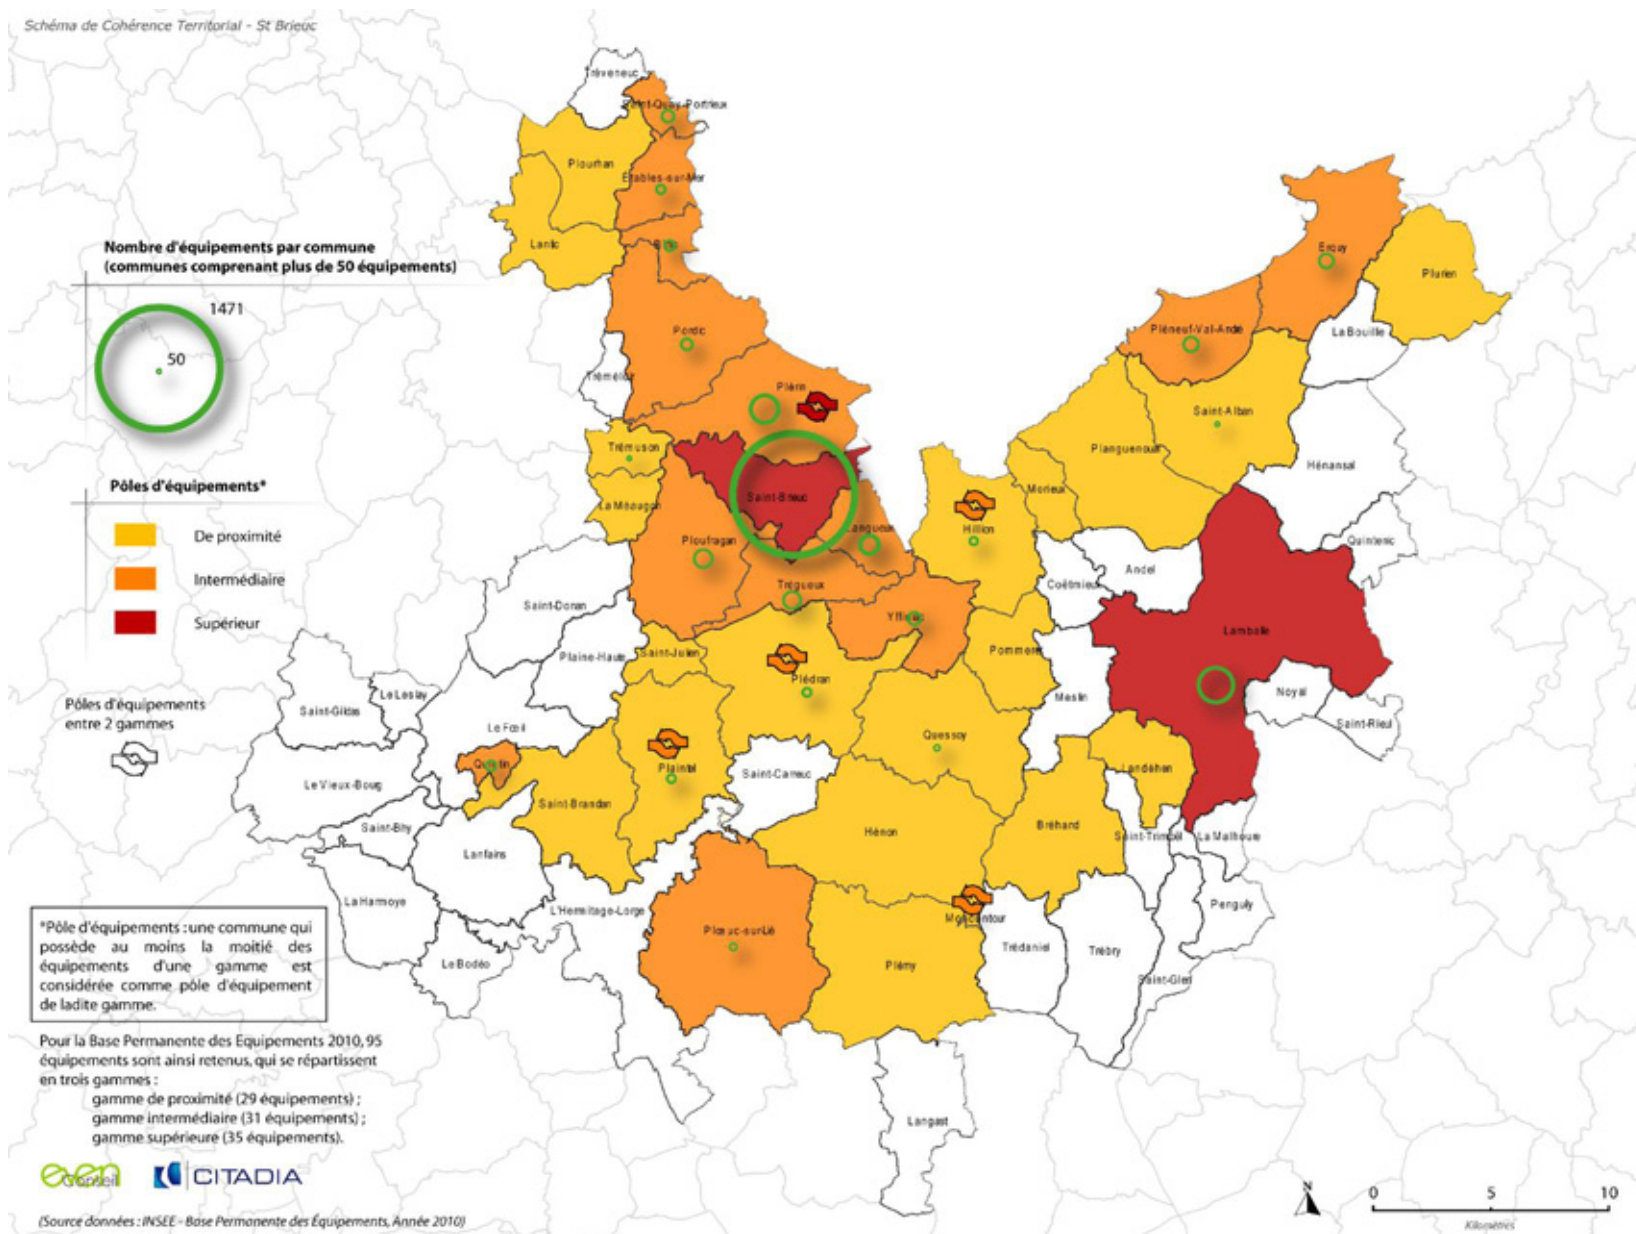 Schéma de Cohérence Territorial - St Brieuc
Tréveneuc
Saint-Quay-Portrieux
Plourhan
Étables-sur-Mer
Lantic
Nombre d'équipements par commune
(communes comprenant plus de 50 équipements)
1471
50
Erquy
Plurien
Pordic
Pléneuf-Val-André
La Bouillie
Plérin
Saint-Alban
Trémuson
Planguenoual
Hénansal
Pôles d'équipements*
Morieux
Saint-Brieuc
La Méaugon
Langueux
Hillion
De proximité
Ploufragan
Quintenic
Andel
Intermédiaire
Coëtmieux
Trégueux
Saint-Donan
Yffiniac
Supérieur
Lamballe
Saint-Julien
Plaine-Haute
Pommeret
Plédran
Le Leslay
Meslin
Noyal
Pôles d'équipements
entre 2 gammes
Saint-Gildas
Saint-Rieul
Le Fœil
Quessoy
Quintin
Plaintel
Saint-Carreuc
Landéhen
Le Vieux-Bourg
Saint-Brandan
Saint-Bihy
Hénon
Bréhand
Saint-Trimoël
La Malhoure
Lanfains
La Harmoye
L'Hermitage-Lorge
Penguily
Moncontour
*Pôle d'équipements : une commune qui
possède au moins la moitié des
équipements d'une gamme est
considérée comme pôle d'équipement
de ladite gamme.
Plœuc-sur-Lié
Trédaniel
Trébry
Le Bodéo
Plémy
Saint-Glen
Pour la Base Permanente des Equipements 2010, 95
équipements sont ainsi retenus, qui se répartissent
en trois gammes :
gamme de proximité (29 équipements) ;
gamme intermédiaire (31 équipements) ;
gamme supérieure (35 équipements).
Langast
even
Conseil
CITADIA
N
0 5 10
Kilomètres
(Source données : INSEE - Base Permanente des Équipements, Année 2010)